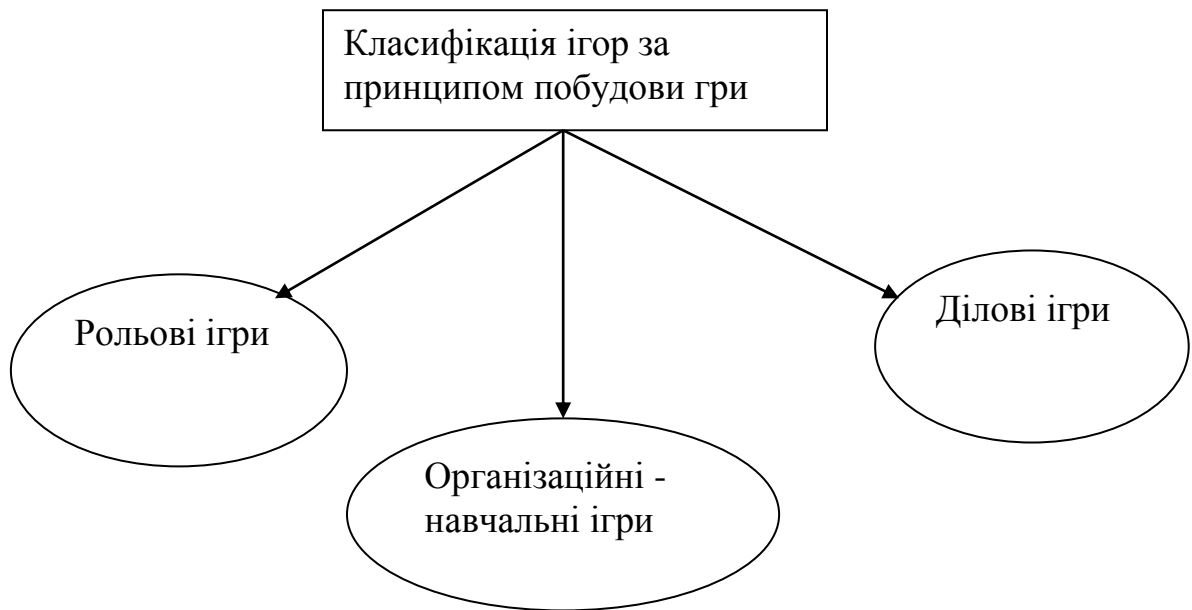 Класифікація ігор за
принципом побудови гри
Рольові ігри
Ділові ігри
Організаційні -
навчальні ігри